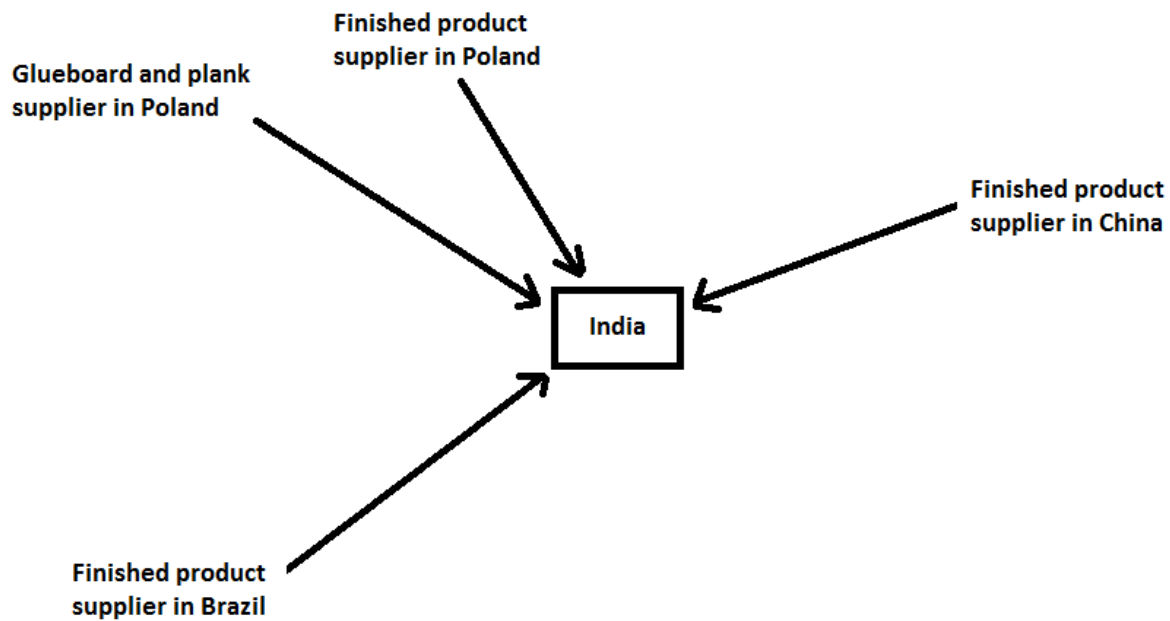 Finished product
supplier in Poland
Glueboard and plank
supplier in Poland
Finished product
supplier in China
India
Finished product
supplier in Brazil